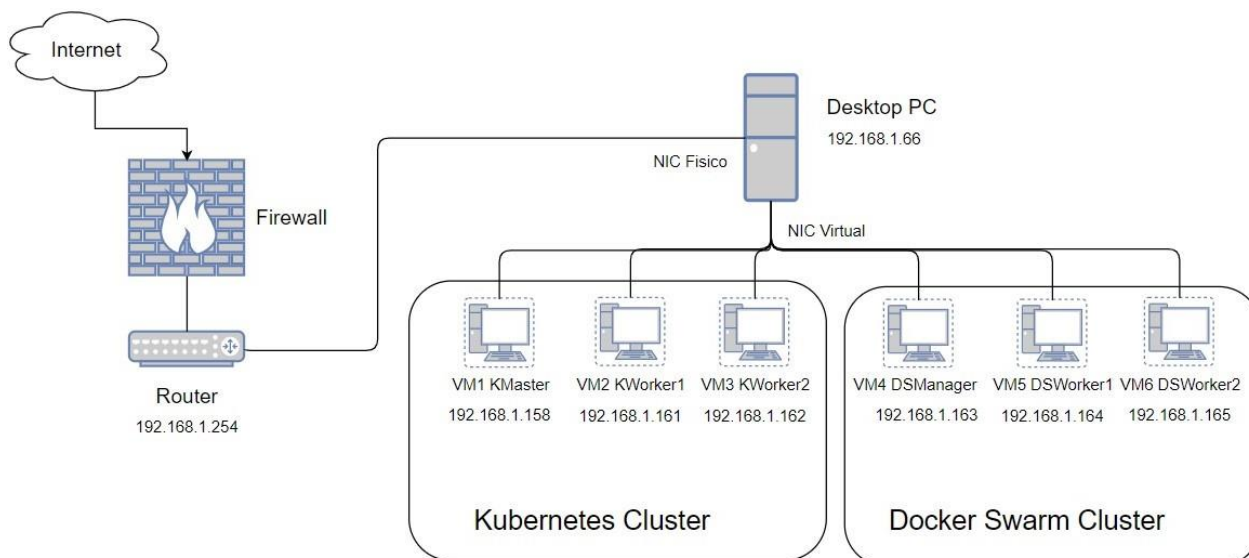 Internet
Firewall
Router
192.168.1.254
Desktop PC
192.168.1.66
NIC Fisico
NIC Virtual
VM1 KMaster
192.168.1.158
VM2 KWorker1
192.168.1.161
VM3 KWorker2
192.168.1.162
Kubernetes Cluster
VM4 DSManager
192.168.1.163
VM5 DSWorker1
192.168.1.164
VM6 DSWorker2
192.168.1.165
Docker Swarm Cluster